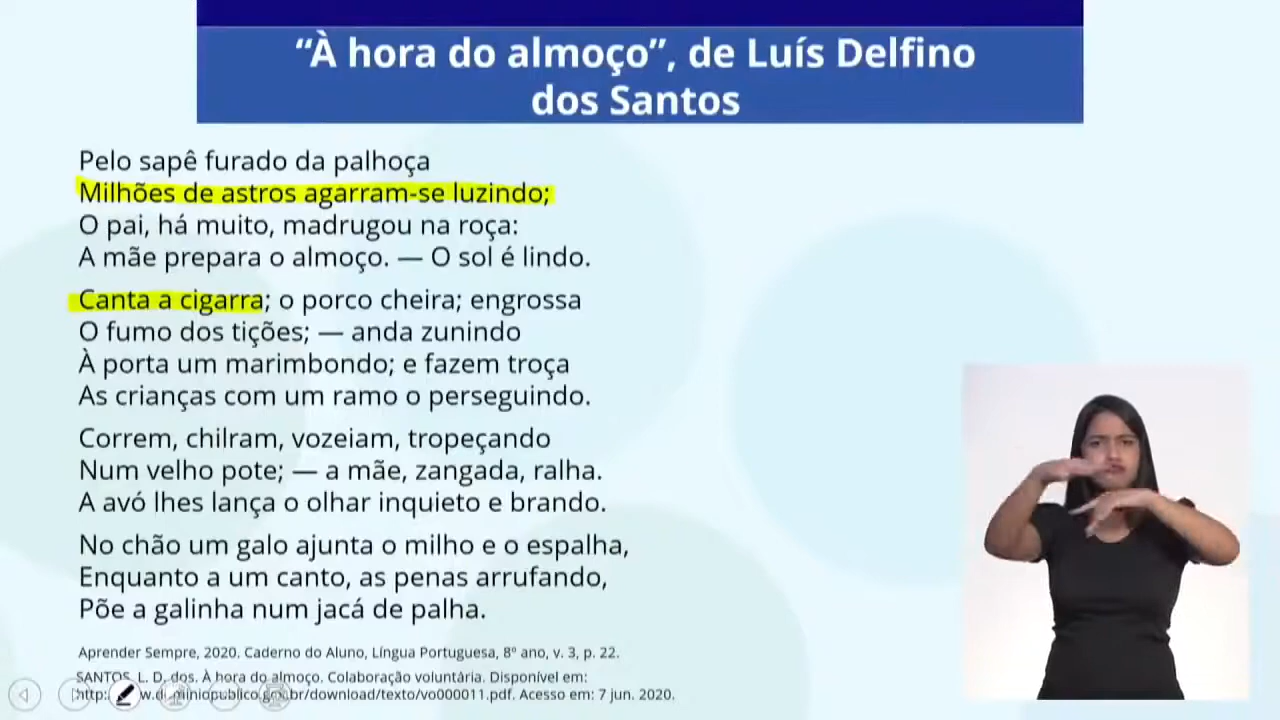 “À hora do almoço”, de Luís Delfino
dos Santos
Pelo sapê furado da palhoça
Milhões de astros agarram-se luzindo;
O pai, há muito, madrugou na roça:
A mãe prepara o almoço. — O sol é lindo.
Canta a cigarra; o porco cheira; engrossa
O fumo dos tições; — anda zunindo
À porta um marimbondo; e fazem troça
As crianças com um ramo o perseguindo.
Correm, chilram, vozeiam, tropeçando
Num velho pote; — a mãe, zangada, ralha.
A avó lhes lança o olhar inquieto e brando.
No chão um galo ajunta o milho e o espalha,
Enquanto a um canto, as penas arrufando,
Põe a galinha num jacá de palha.
Aprender Sempre, 2020. Caderno do Aluno, Língua Portuguesa, 8º ano, v. 3, p. 22.
SANTOS, L. D. dos. À hora do almoço. Colaboração voluntária. Disponível em:
/download/texto/vo000011.pdf. Acesso em: 7 jun. 2020.